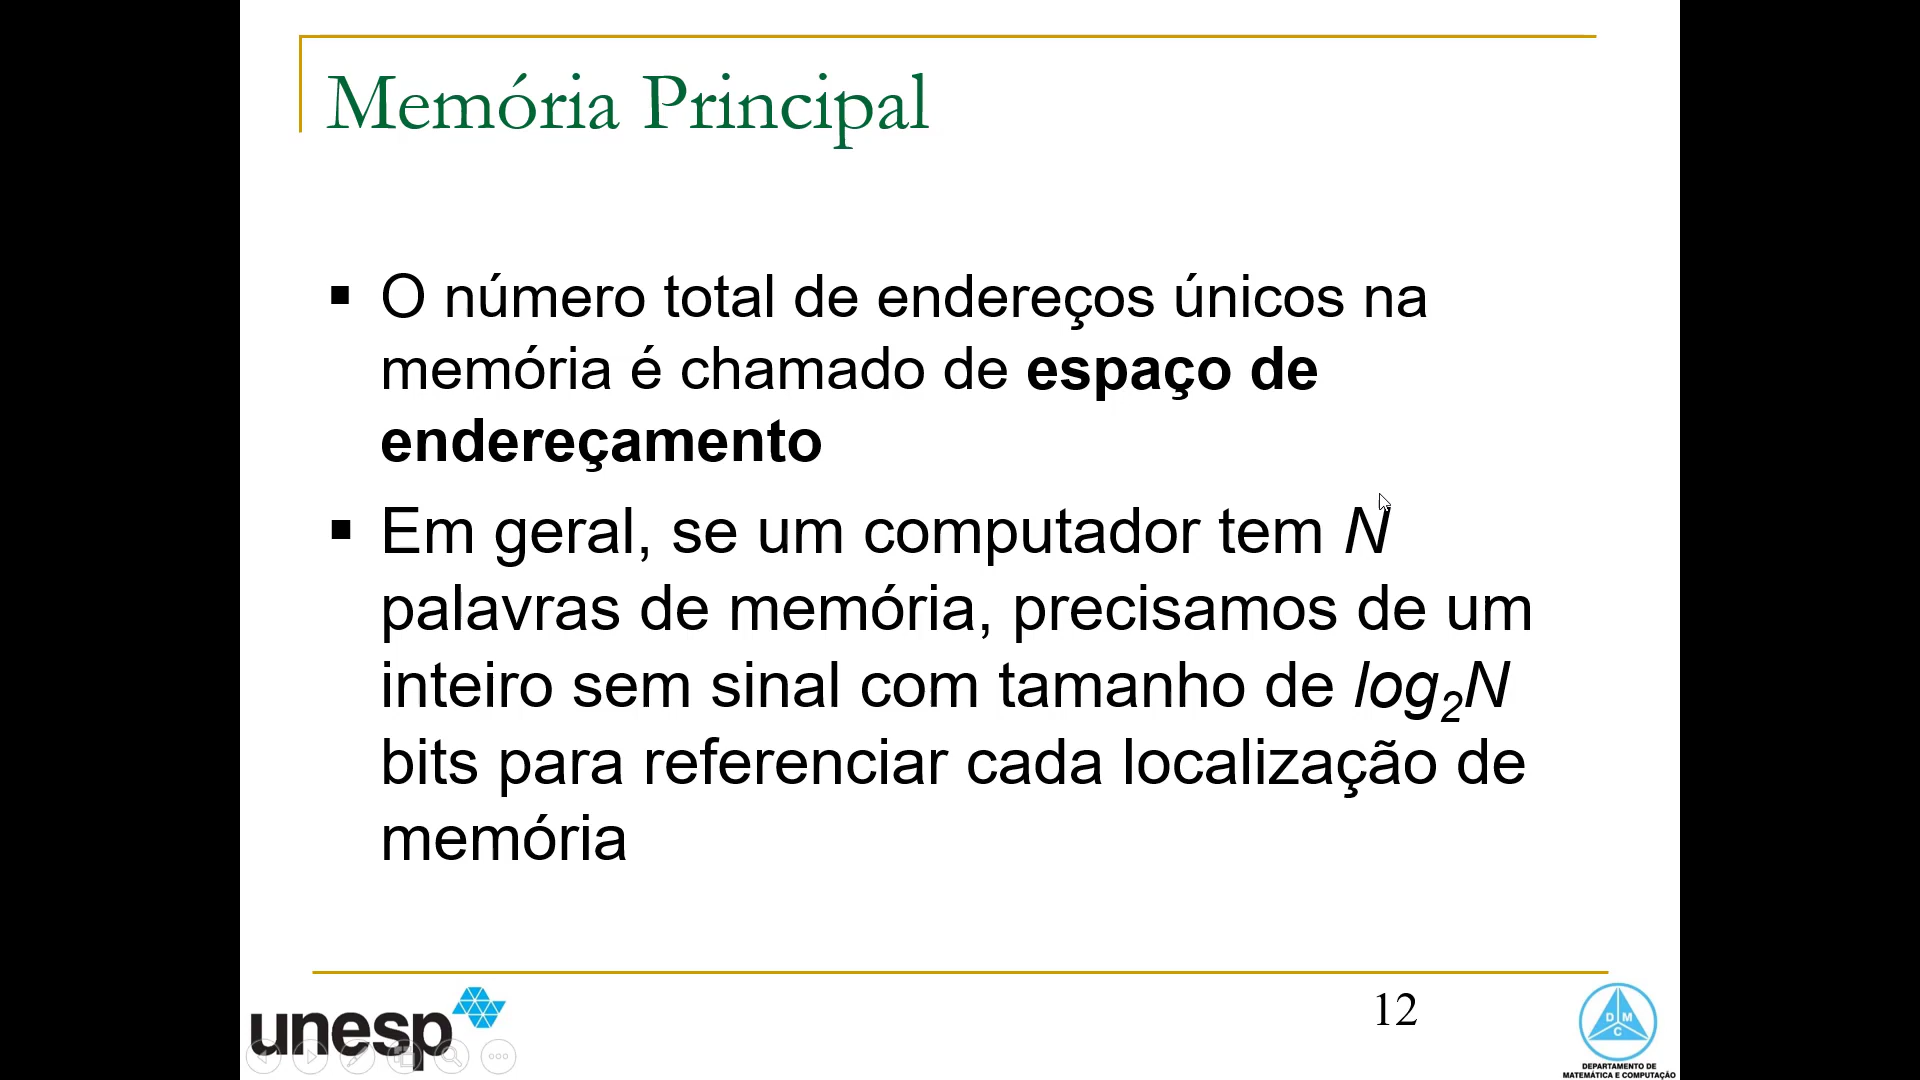 Memória Principal
▪ O número total de endereços únicos na
memória é chamado de espaço de
endereçamento
▪ Em geral, se um computador tem N
palavras de memória, precisamos de um
inteiro sem sinal com tamanho de log₂N
bits para referenciar cada localização de
memória
unesp
12
D M
C
DEPARTAMENTO DE
MATEMÁTICA E COMPUTAÇÃO